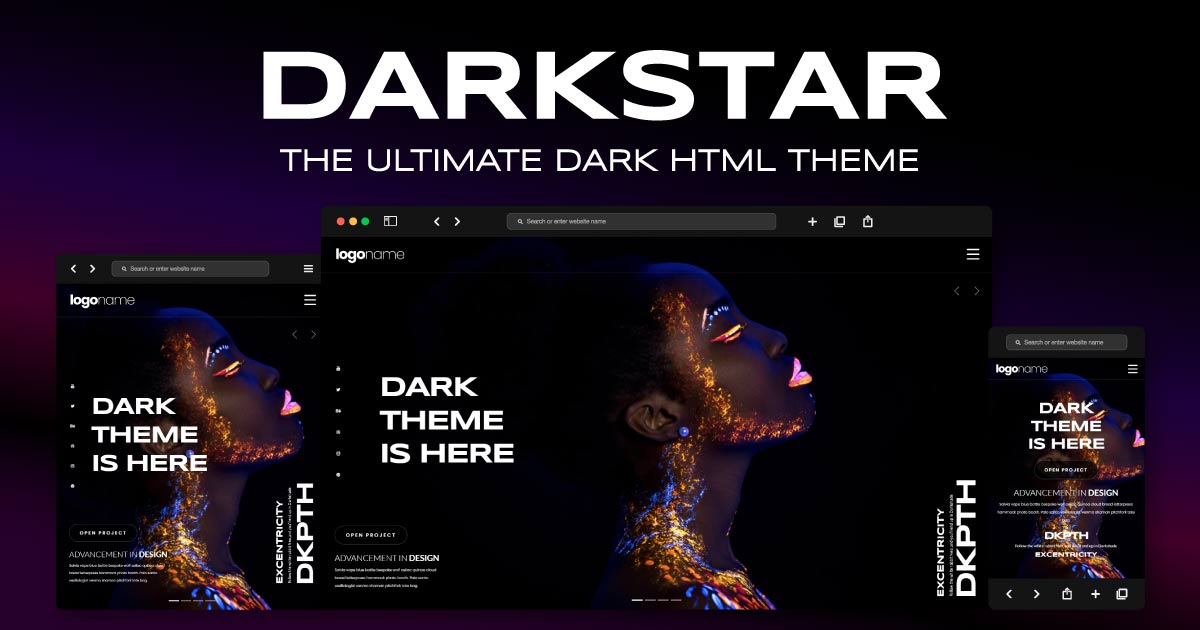 DARKSTAR
THE ULTIMATE DARK HTML THEME
Search or enter website name
logoname
DARK
THEME
IS HERE
OPEN PROJECT
ADVANCEMENT IN DESIGN
EXCENTRICITY
DKPTH
Search or enter website name
logoname
DARK
THEME
IS HERE
OPEN PROJECT
ADVANCEMENT IN DESIGN
EXCENTRICITY
DKPTH
Search or enter website name
logoname
DARK
THEME
IS HERE
OPEN PROJECT
ADVANCEMENT IN DESIGN
DKPTH
EXCENTRICITY